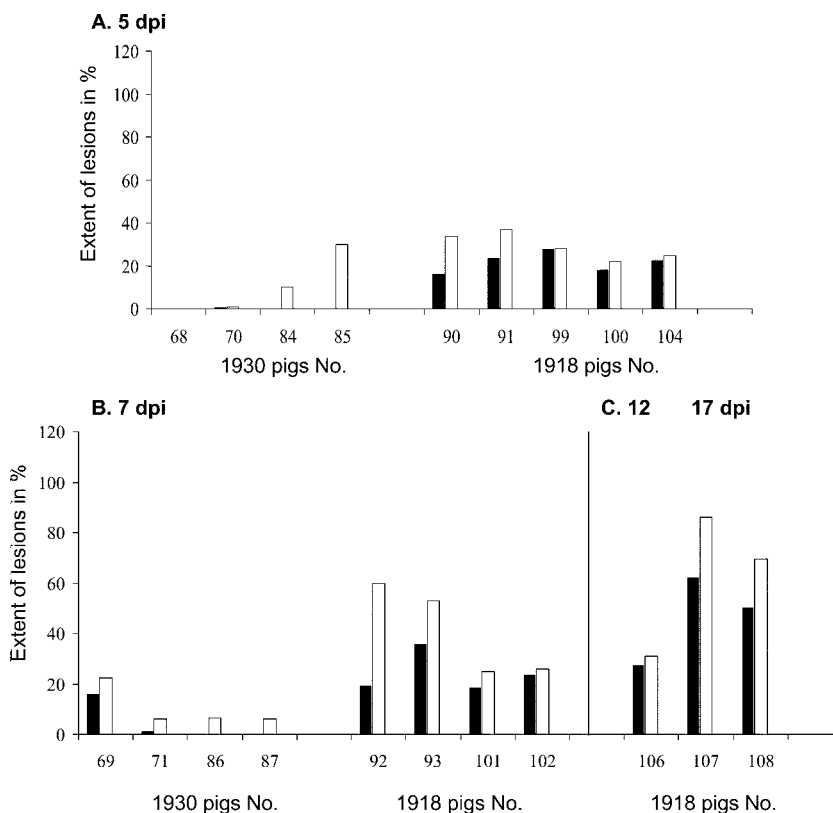 A. 5 dpi
120
100
80
60
40
20
0
Extent of lesions in %
68 70 84 85 90 91 99 100 104
1930 pigs No. 1918 pigs No.
B. 7 dpi C. 12 17 dpi
120
100
80
60
40
20
0
Extent of lesions in %
69 71 86 87 92 93 101 102 106 107 108
1930 pigs No. 1918 pigs No. 1918 pigs No.